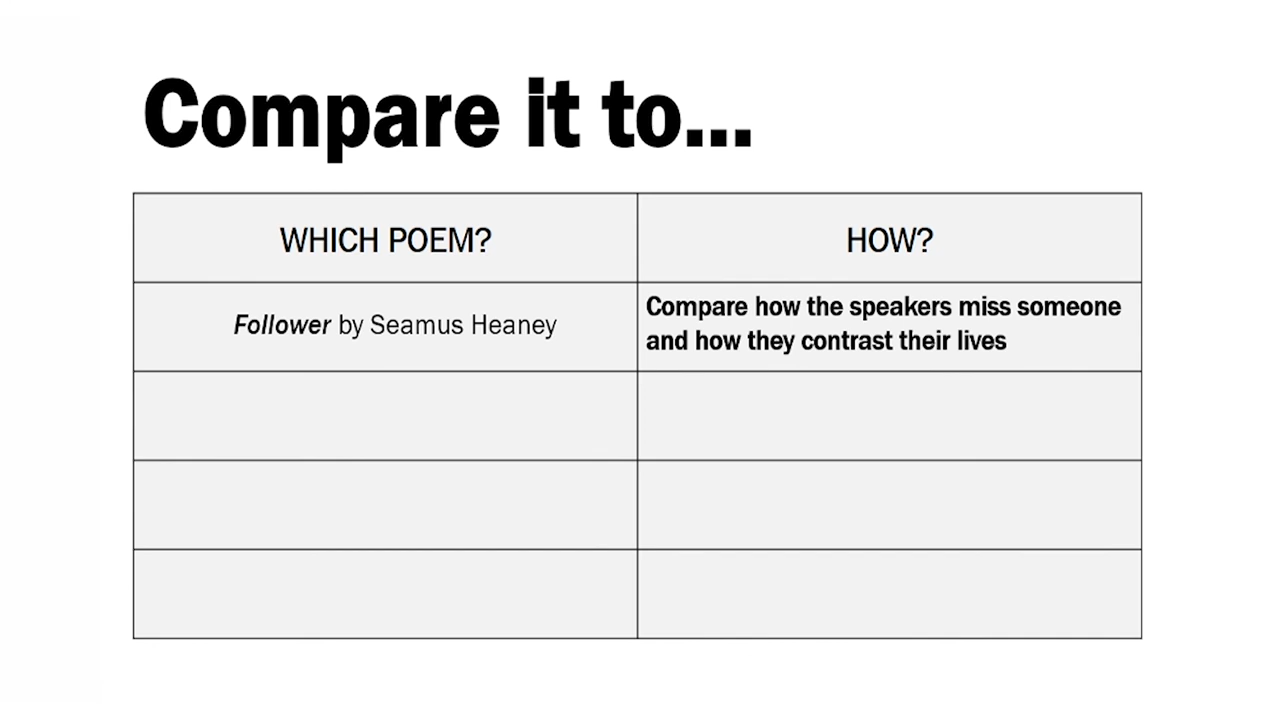 Compare it to...
WHICH POEM?
HOW?
Follower by Seamus Heaney
Compare how the speakers miss someone
and how they contrast their lives